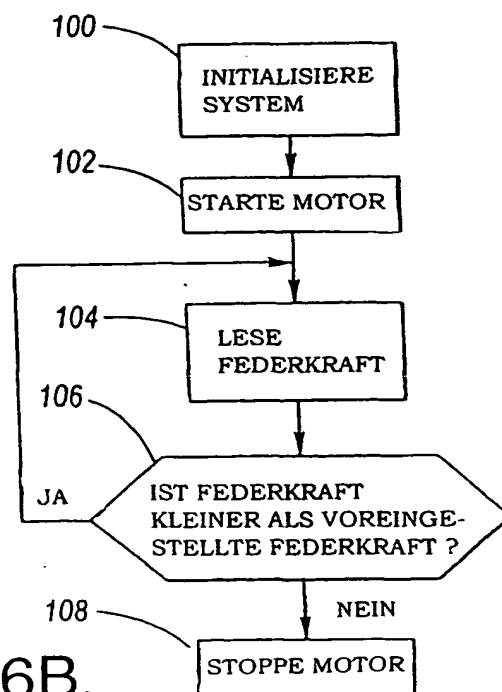 100
INITIALISIERE
SYSTEM
102
STARTE MOTOR
104
LESE
FEDERKRAFT
106
JA
IST FEDERKRAFT
KLEINER ALS VOREINGE-
STELLTE FEDERKRAFT ?
NEIN
108
STOPPE MOTOR
6B.